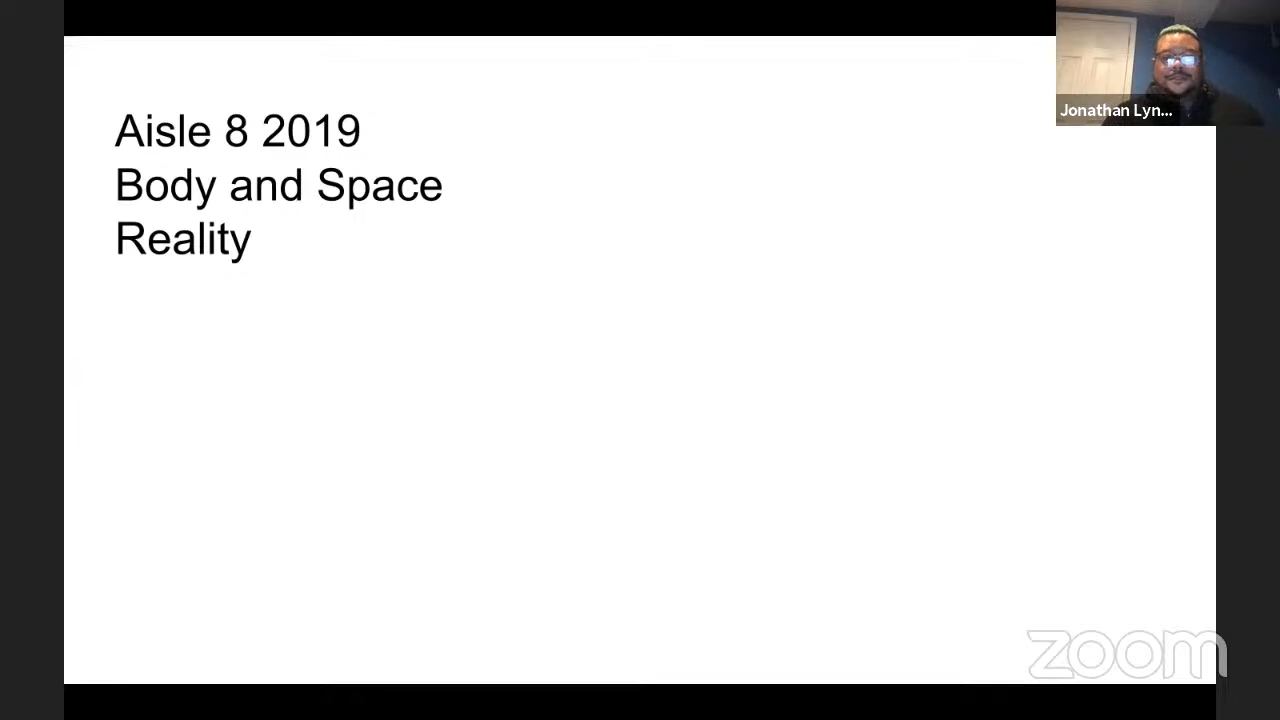 Aisle 8 2019
Body and Space
Reality
Jonathan Lyn...
zoom